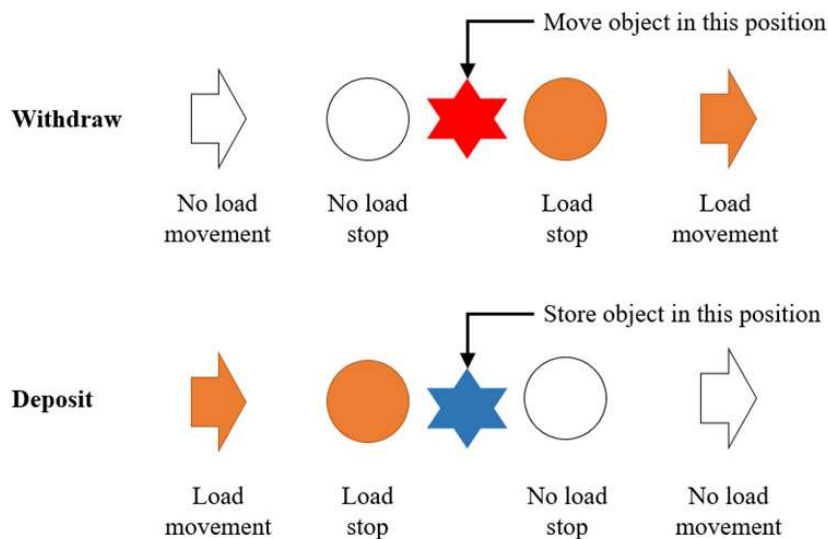 Move object in this position
Withdraw
No load
movement
No load
stop
Load
stop
Load
movement
Store object in this position
Deposit
Load
movement
Load
stop
No load
stop
No load
movement